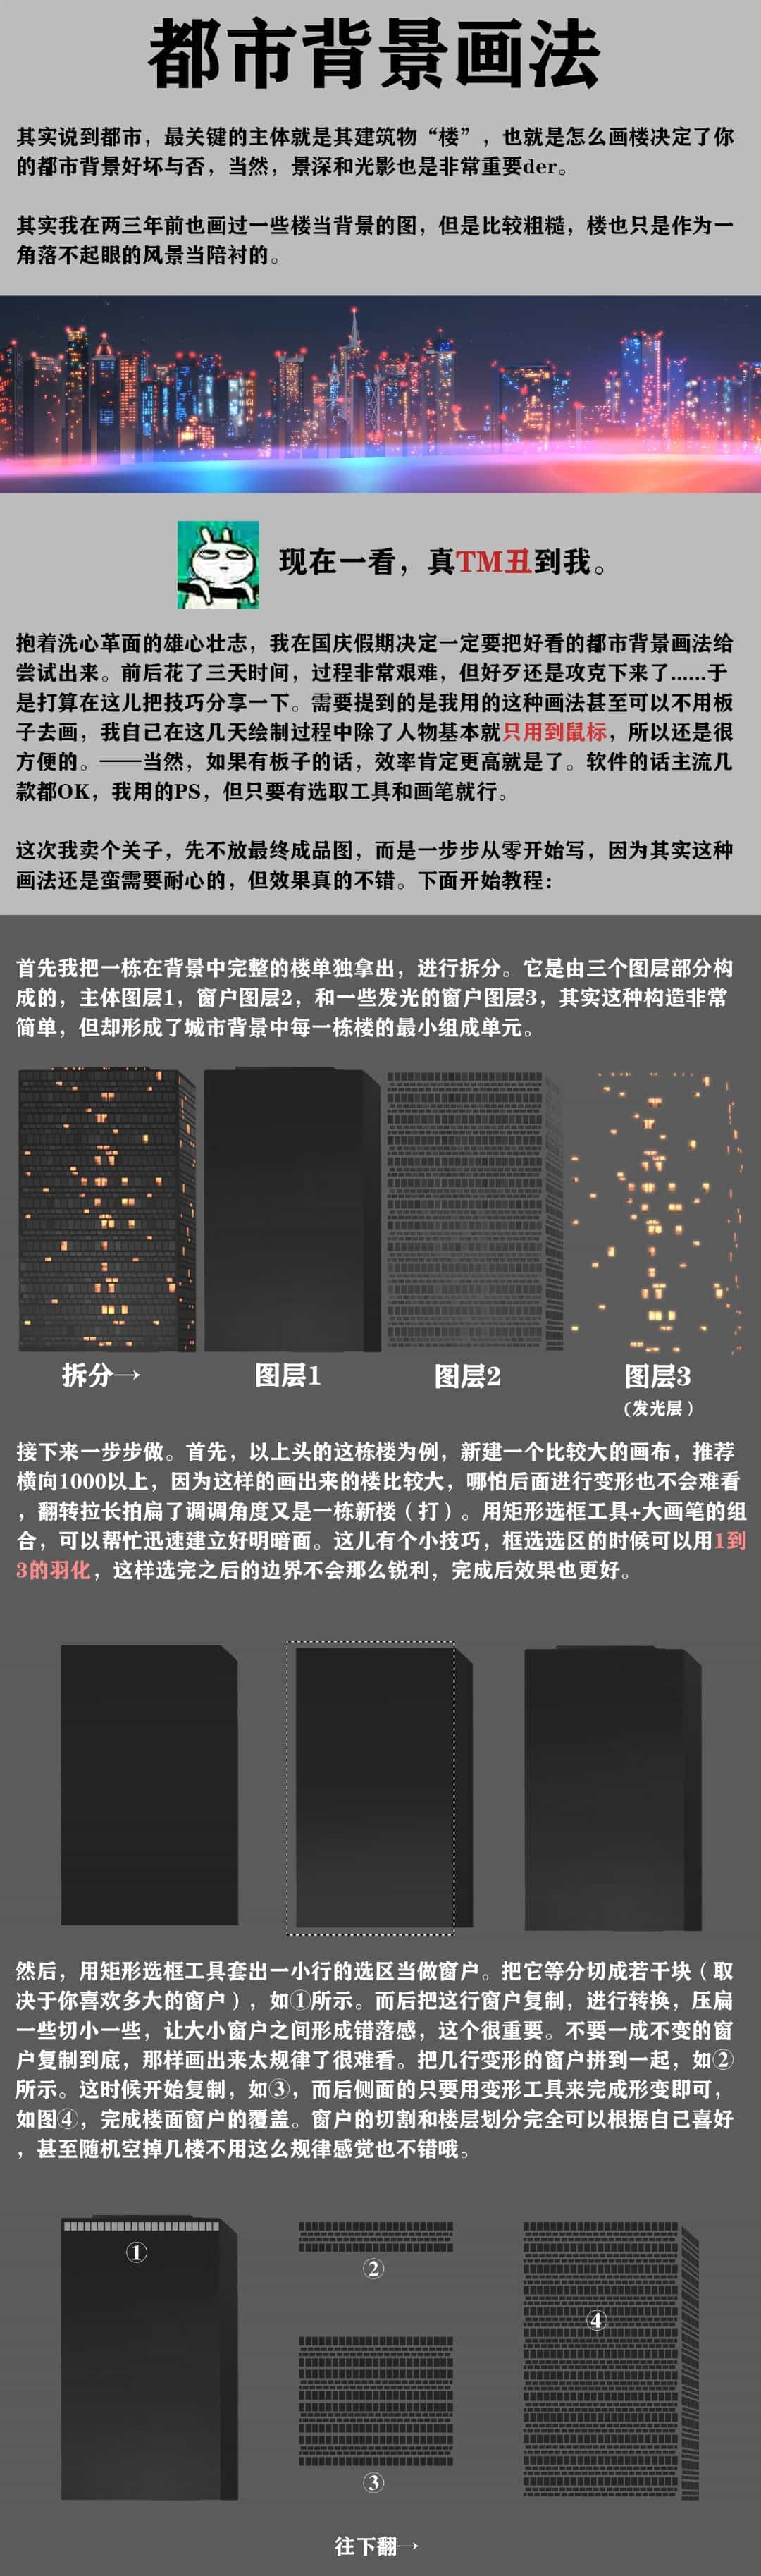 都市背景画法
其实说到都市，最关键的主体就是其建筑物“楼”，也就是怎么画楼决定了你
的都市背景好坏与否，当然，景深和光影也是非常重要der。
其实我在两三年前也画过一些楼当背景的图，但是比较粗糙，楼也只是作为一
角落不起眼的风景当陪衬的。
现在一看，真TM丑到我。
抱着洗心革面的雄心壮志，我在国庆假期决定一定要把好看的都市背景画法给
尝试出来。前后花了三天时间，过程非常艰难，但好歹还是攻克下来了......于
是打算在这儿把技巧分享一下。需要提到的是我用的这种画法甚至可以不用板
子去画，我自己在这几天绘制过程中除了人物基本就只用到鼠标，所以还是很
方便的。——当然，如果有板子的话，效率肯定更高就是了。软件的话主流几
款都OK，我用的PS，但只要有选取工具和画笔就行。
这次我卖个关子，先不放最终成品图，而是一步步从零开始写，因为其实这种
画法还是蛮需要耐心的，但效果真的不错。下面开始教程：
首先我把一栋在背景中完整的楼单独拿出，进行拆分。它是由三个图层部分构
成的，主体图层1，窗户图层2，和一些发光的窗户图层3，其实这种构造非常
简单，但却形成了城市背景中每一栋楼的最小组成单元。
拆分→ 图层1 图层2 图层3
（发光层）
接下来一步步做。首先，以上头的这栋楼为例，新建一个比较大的画布，推荐
横向1000以上，因为这样的画出来的楼比较大，哪怕后面进行变形也不会难看
，翻转拉长拍扁了调调角度又是一栋新楼（打）。用矩形选框工具+大画笔的组
合，可以帮忙迅速建立好明暗面。这儿有个小技巧，框选选区的时候可以用1到
3的羽化，这样选完之后的边界不会那么锐利，完成后效果也更好。
然后，用矩形选框工具套出一小行的选区当做窗户。把它等分切成若干块（取
决于你喜欢多大的窗户），如①所示。而后把这行窗户复制，进行转换，压扁
一些切小一些，让大小窗户之间形成错落感，这个很重要。不要一成不变的窗
户复制到底，那样画出来太规律了很难看。把几行变形的窗户拼到一起，如②
所示。这时候开始复制，如③，而后侧面的只要用变形工具来完成形变即可，
如图④，完成楼面窗户的覆盖。窗户的切割和楼层划分完全可以根据自己喜好
，甚至随机空掉几楼不用这么规律感觉也不错哦。
①
②
④
③
往下翻→